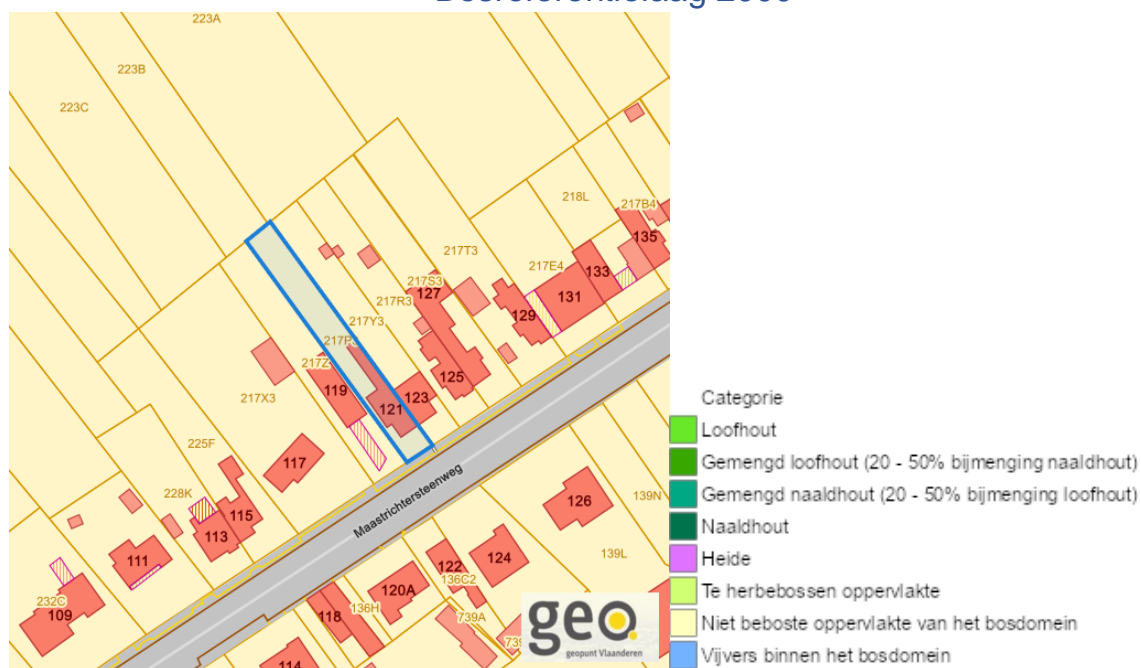 223A
223B
223C
218L
217B4
135
217T3
217E4
133
217S3
127
131
217R3
129
217Y3
217Z
119
125
123
217X3
121
225F
117
Maastrichtersteenweg
228K
126
139N
115
113
111
124
139L
122
136C2
120A
232C
109
136H
118
739A
114
geo
geopunt Vlaanderen
Categorie
Loofhout
Gemengd loofhout (20 - 50% bijmenging naaldhout)
Gemengd naaldhout (20 - 50% bijmenging loofhout)
Naaldhout
Heide
Te herbebossen oppervlakte
Niet beboste oppervlakte van het bosdomein
Vijvers binnen het bosdomein